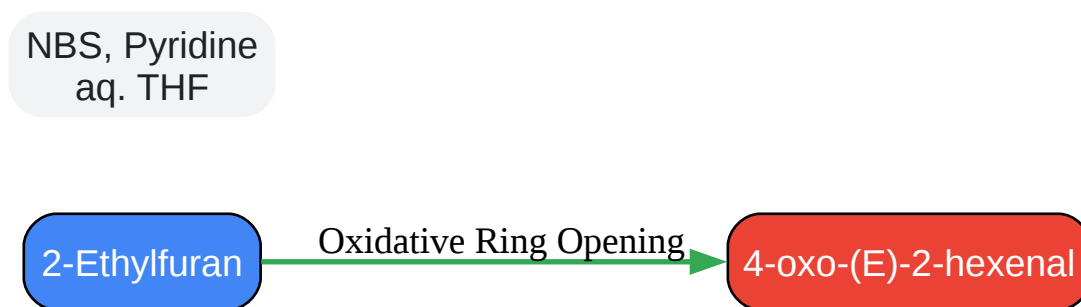 NBS, Pyridine
aq. THF
2-Ethylfuran
Oxidative Ring Opening
4-oxo-(E)-2-hexenal